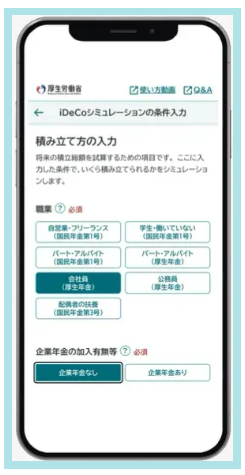 厚生労働省
使い方動画
Q&A
← iDeCoシミュレーションの条件入力
積み立て方の入力
将来の積立総額を試算するための項目です。ここに入
力した条件で、いくら積み立てられるかをシミュレーショ
ンします。
職業 ? 必須
自営業・フリーランス
(国民年金第1号)
学生・働いていない
(国民年金第1号)
パート・アルバイト
(国民年金第1号)
パート・アルバイト
(厚生年金)
会社員
(厚生年金)
公務員
(厚生年金)
配偶者の扶養
(国民年金第3号)
企業年金の加入有無等 ? 必須
企業年金なし
企業年金あり